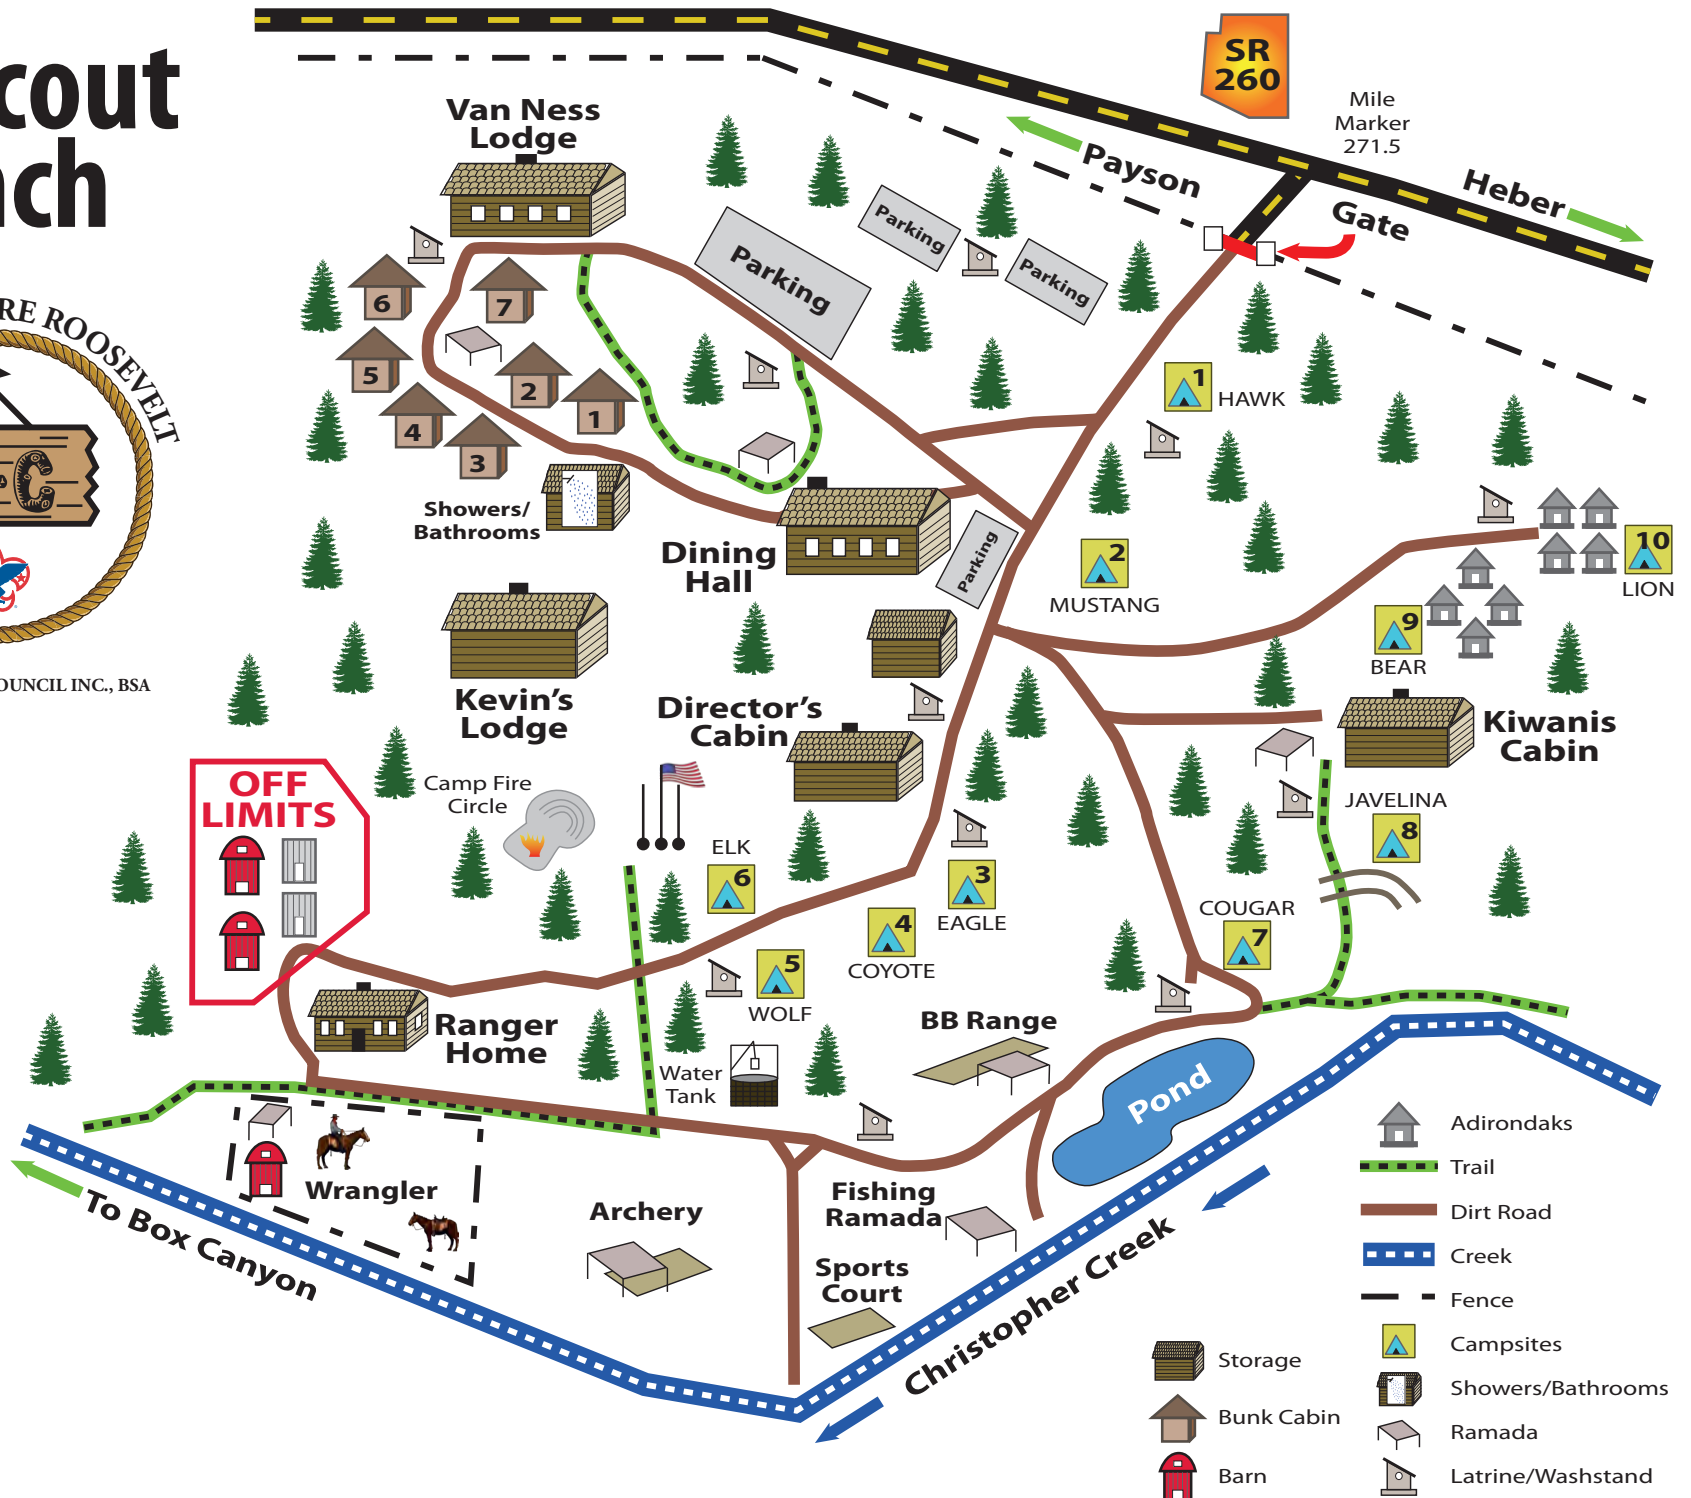 cout
nch
RE ROOSEVELT
C
OUNCIL INC., BSA
SR
260
Mile
Marker
271.5
Payson
Heber
Gate
Van Ness
Lodge
Parking
Parking
Parking
6
7
5
2
1
4
3
Showers/
Bathrooms
Dining
Hall
Parking
1
HAWK
2
MUSTANG
10
LION
9
BEAR
Kevin's
Lodge
Director's
Cabin
Kiwanis
Cabin
OFF
LIMITS
Camp Fire
Circle
ELK
6
3
EAGLE
4
COYOTE
5
WOLF
JAVELINA
8
COUGAR
7
Ranger
Home
Water
Tank
BB Range
Pond
Wrangler
Archery
Fishing
Ramada
Sports
Court
To Box Canyon
Christopher Creek
Adirondaks
Trail
Dirt Road
Creek
Fence
Campsites
Showers/Bathrooms
Ramada
Latrine/Washstand
Storage
Bunk Cabin
Barn